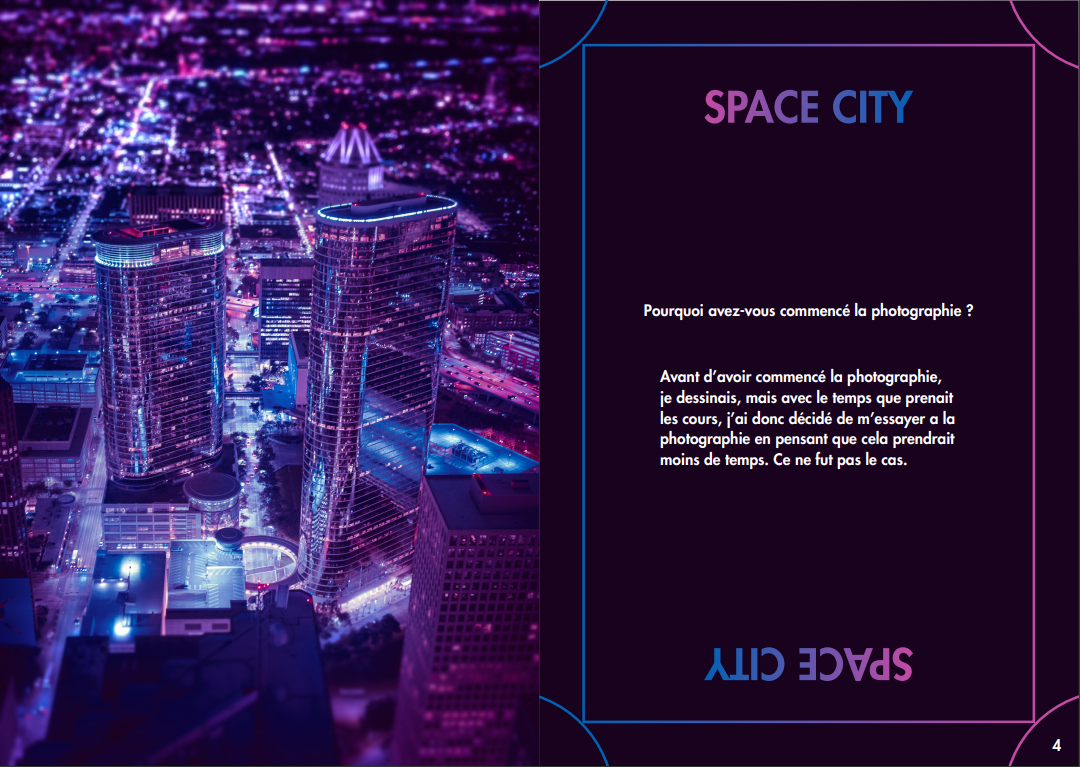 SPACE CITY
Pourquoi avez-vous commencé la photographie ?
Avant d’avoir commencé la photographie,
je dessinais, mais avec le temps que prenait
les cours, j’ai donc décidé de m’essayer a la
photographie en pensant que cela prendrait
moins de temps. Ce ne fut pas le cas.
SPACE CITY
4